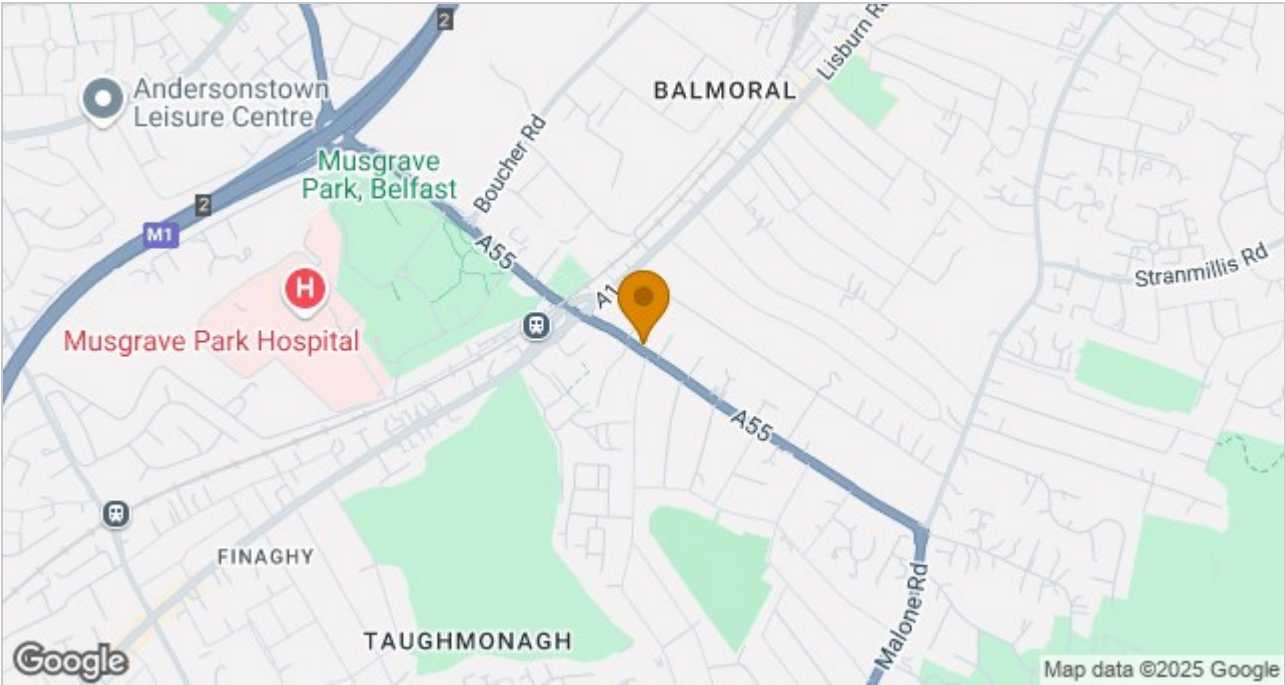 2
Lisburn Rd
BALMORAL
Andersonstown
Leisure Centre
Boucher Rd
Musgrave
Park, Belfast
2
M1
A55
Stranmillis Rd
H
A1
Musgrave Park Hospital
A55
FINAGHY
Malone Rd
TAUGHMONAGH
Google
Map data ©2025 Google